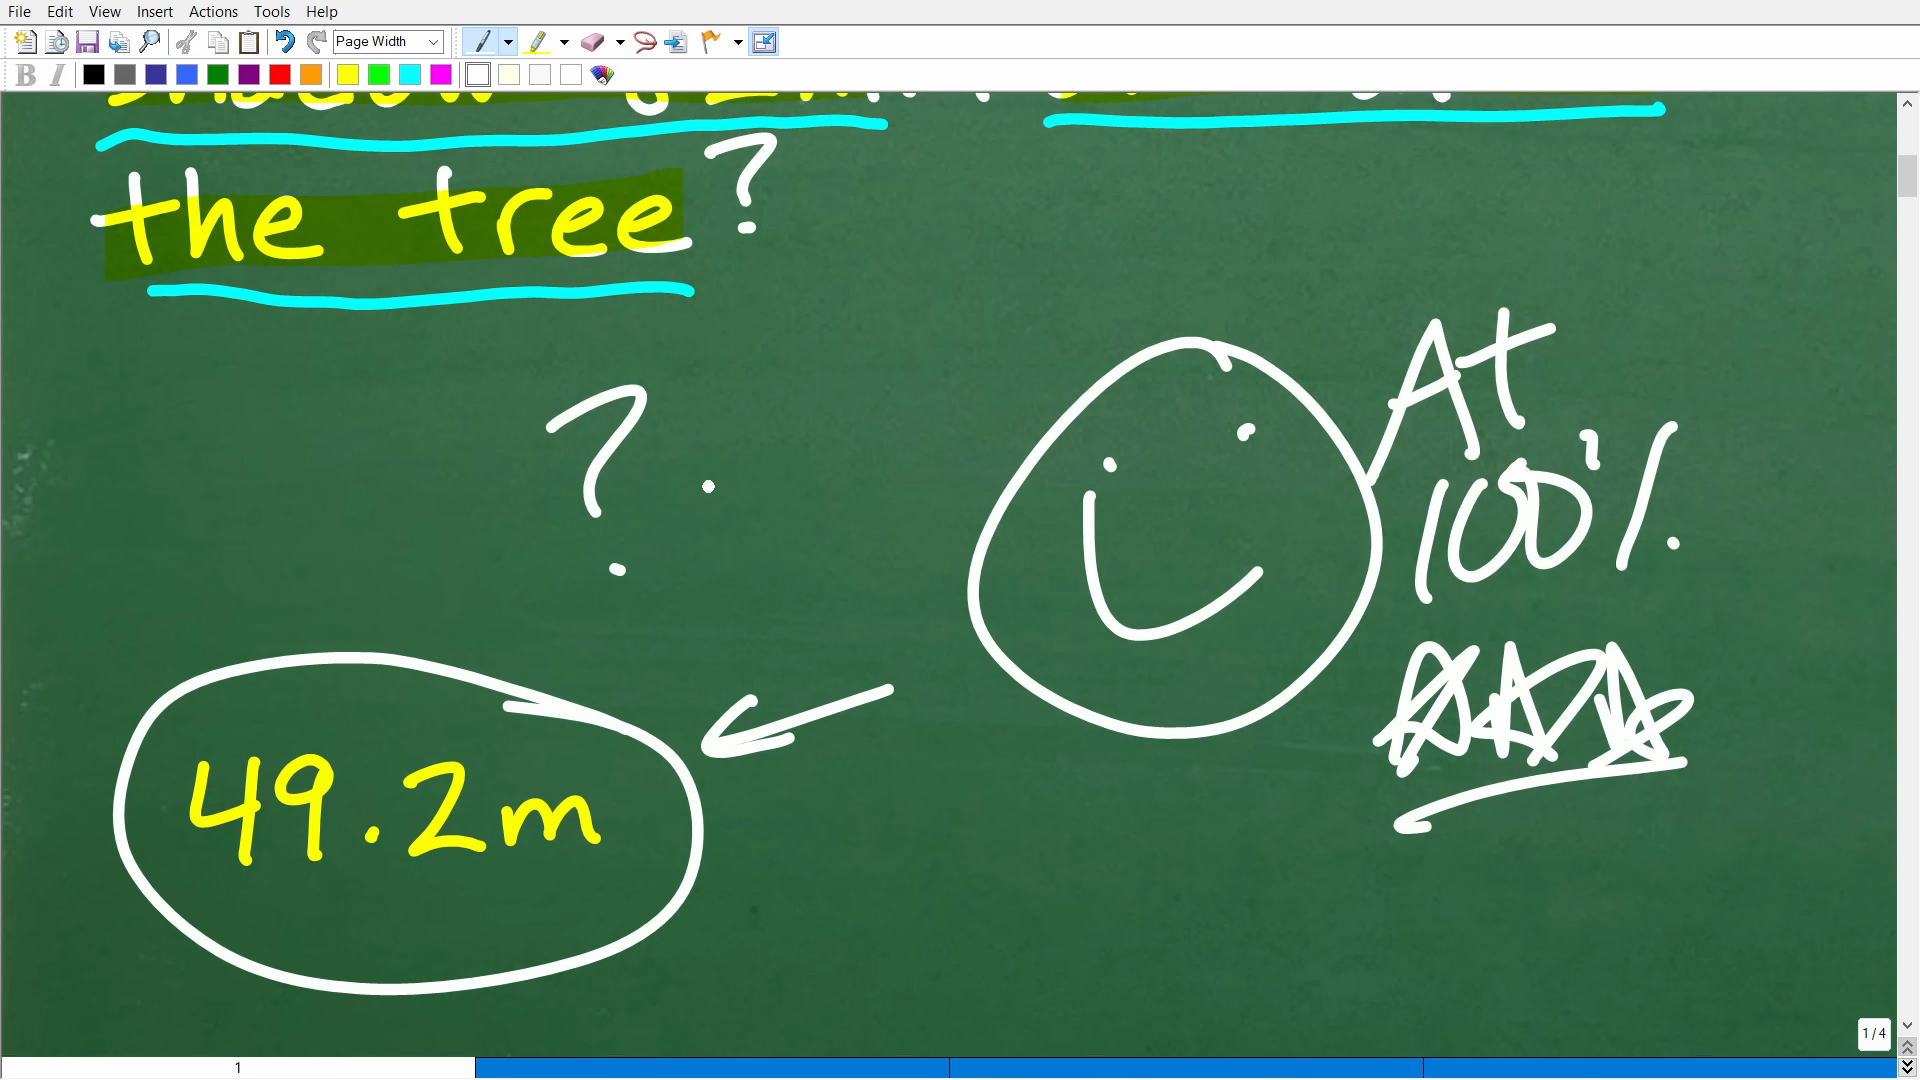 File Edit View Insert Actions Tools Help
Page Width
B I
the tree?
?
At
100%
49.2m
1 / 4
1